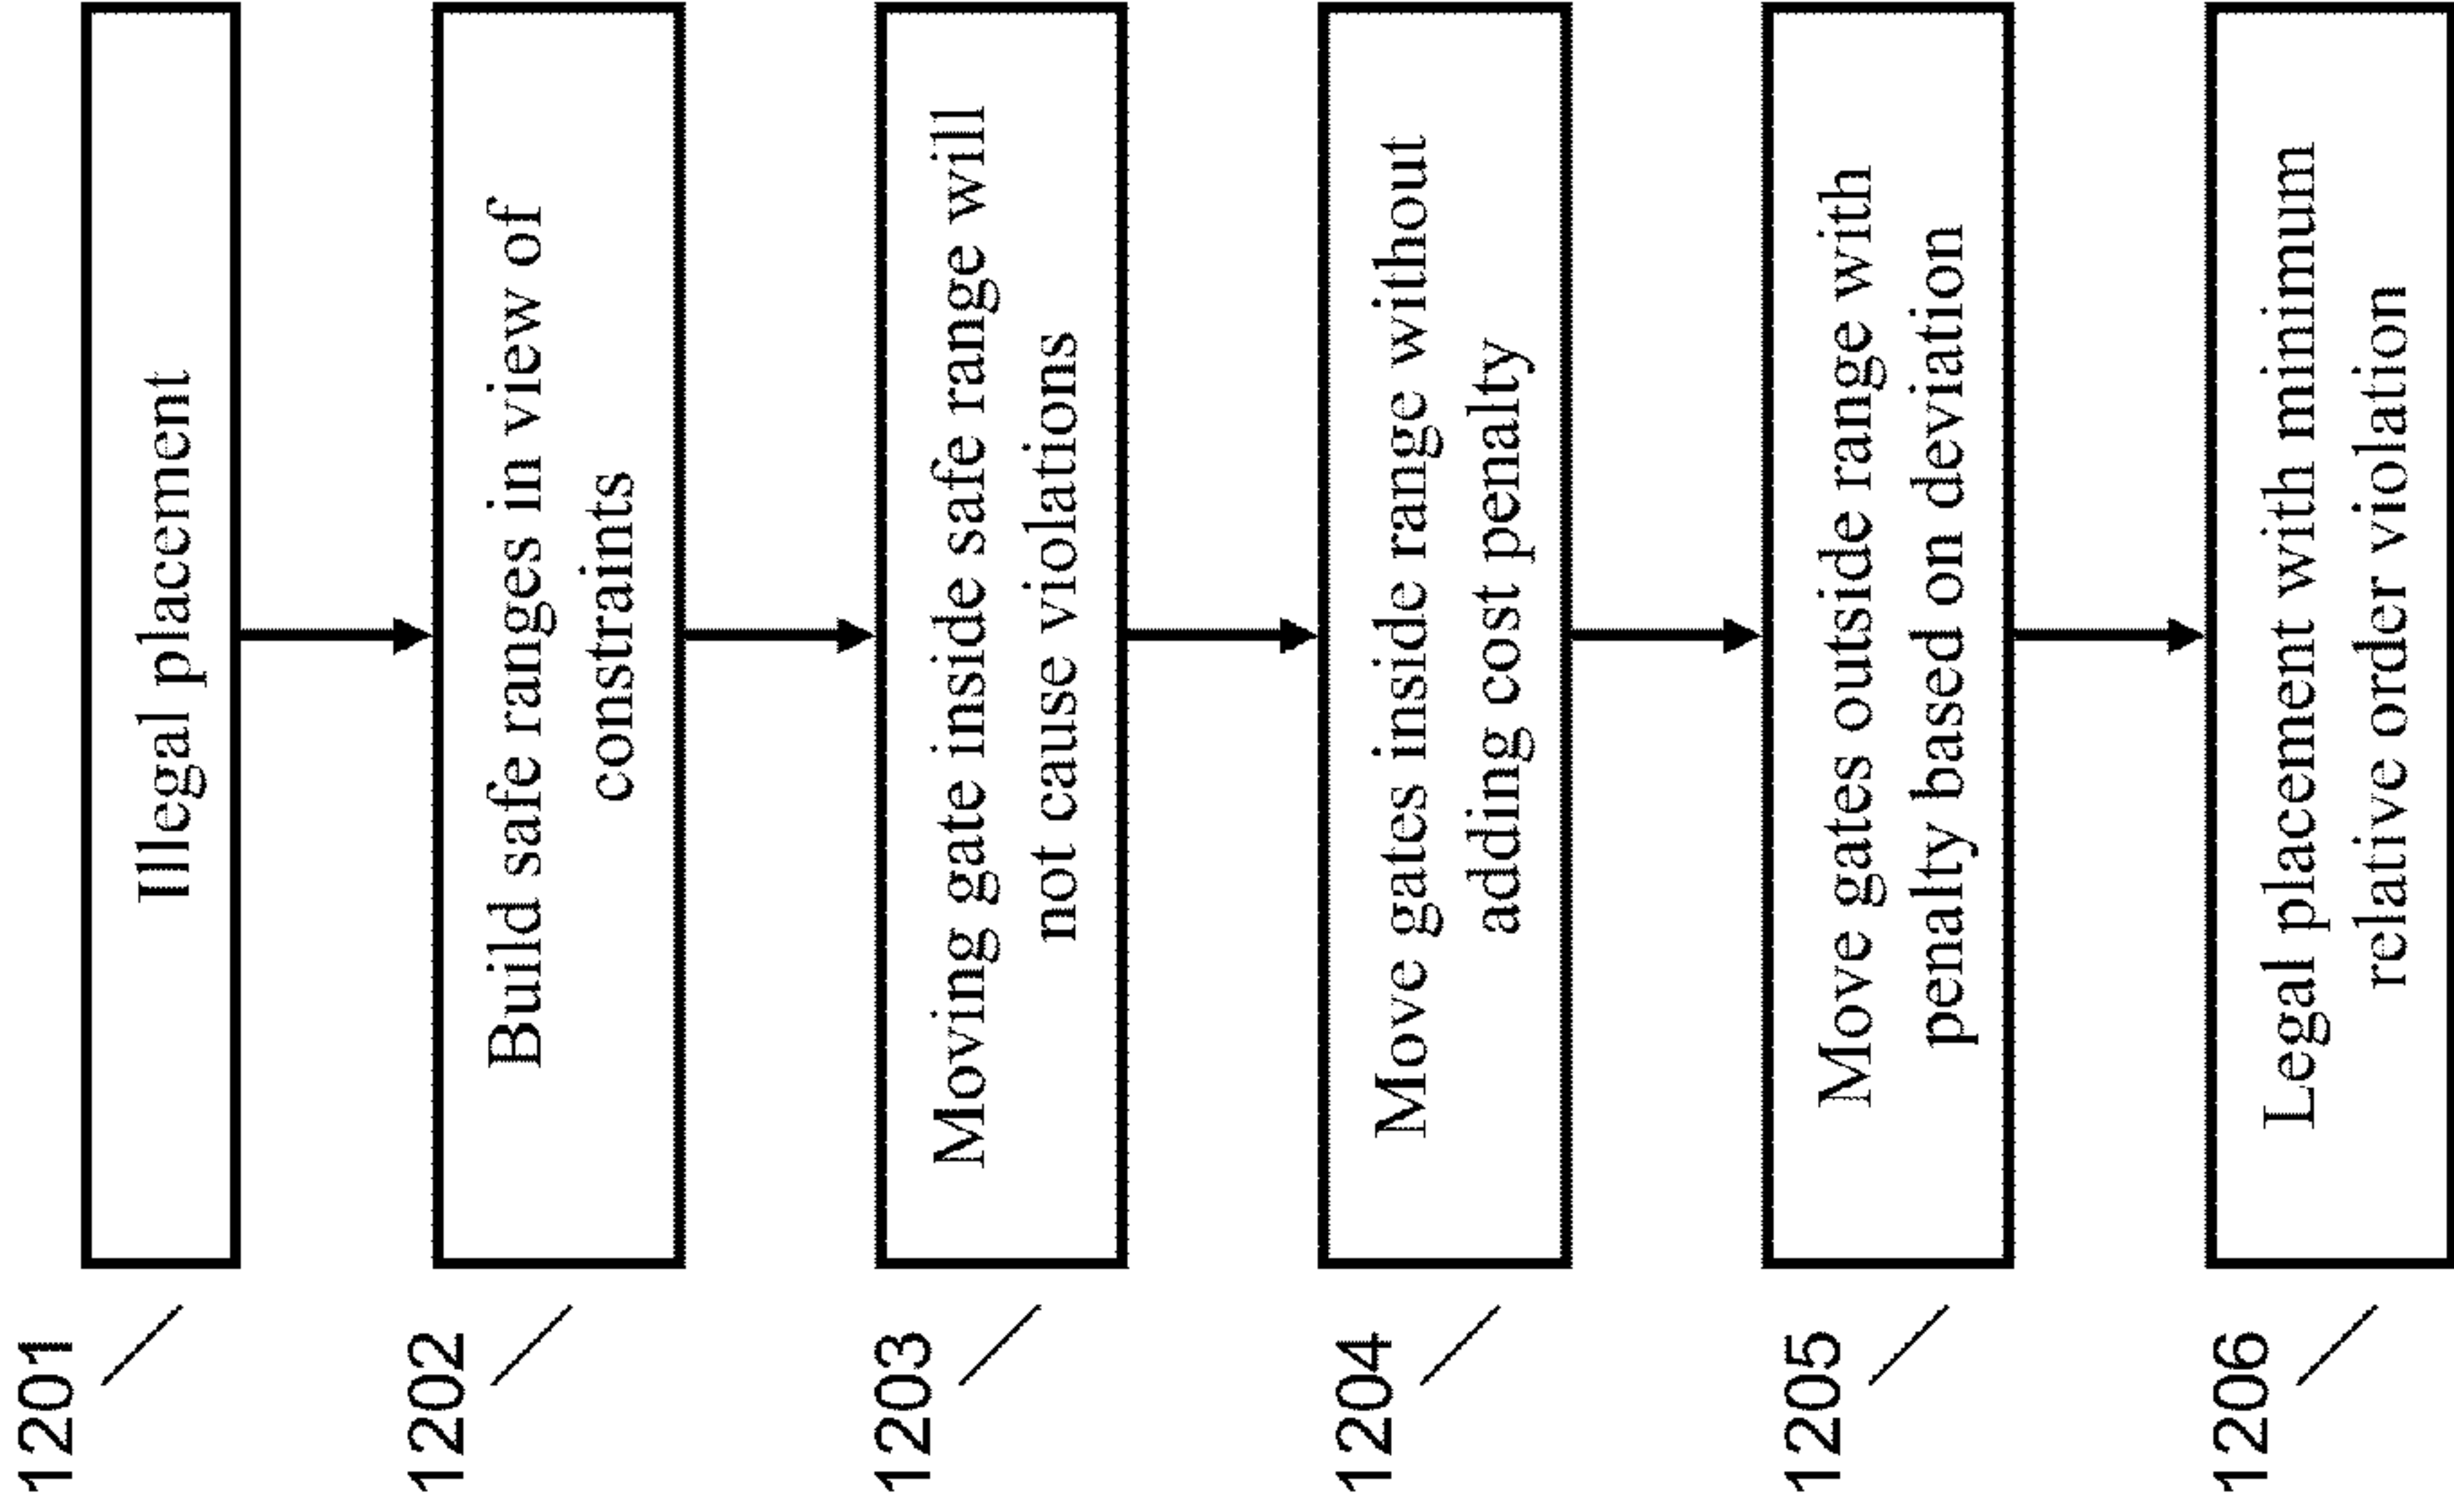 1201
Illegal placement
1202
Build safe ranges in view of
constraints
1203
Moving gate inside safe range will
not cause violations
1204
Move gates inside range without
adding cost penalty
1205
Move gates outside range with
penalty based on deviation
1206
Legal placement with minimum
relative order violation